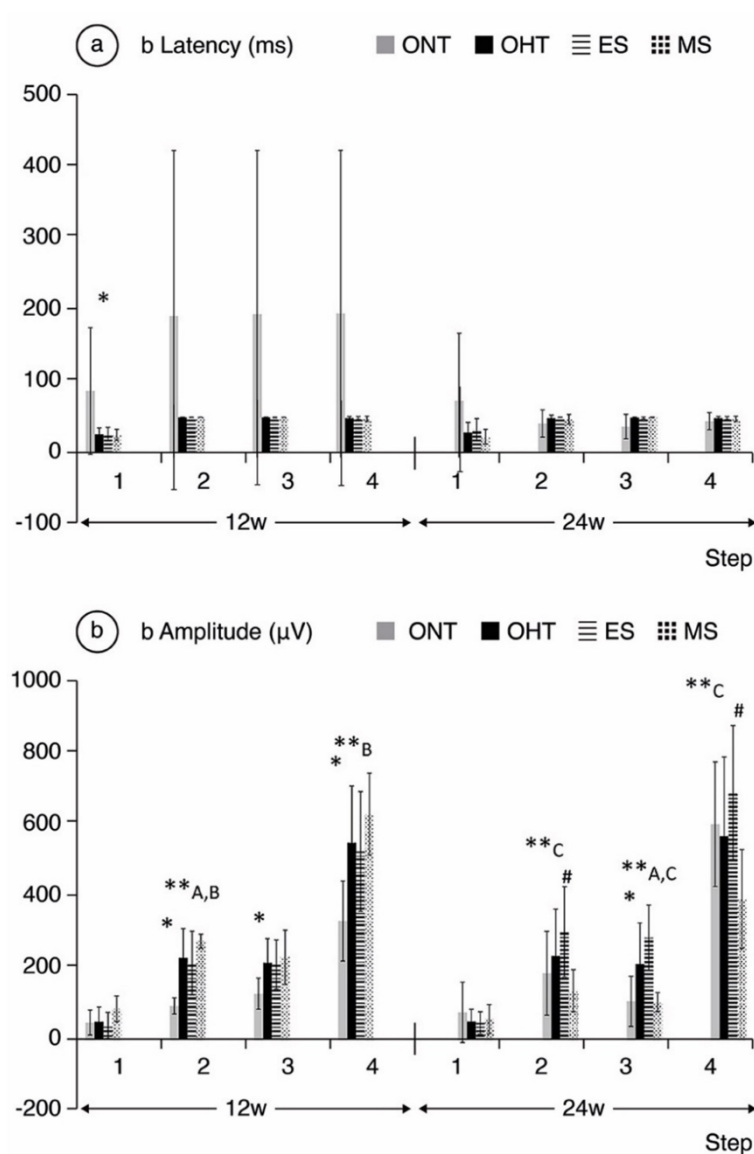 a b Latency (ms) ONT OHT ES MS
500
400
300
200
*
100
0
1 2 3 4 1 2 3 4
-100
12w 24w
Step
b b Amplitude (µV) ONT OHT ES MS
1000
**C
#
800
**B
*
600
**C
#
400
**A,B
**A,C
* * *
200
0
1 2 3 4 1 2 3 4
-200
12w 24w
Step